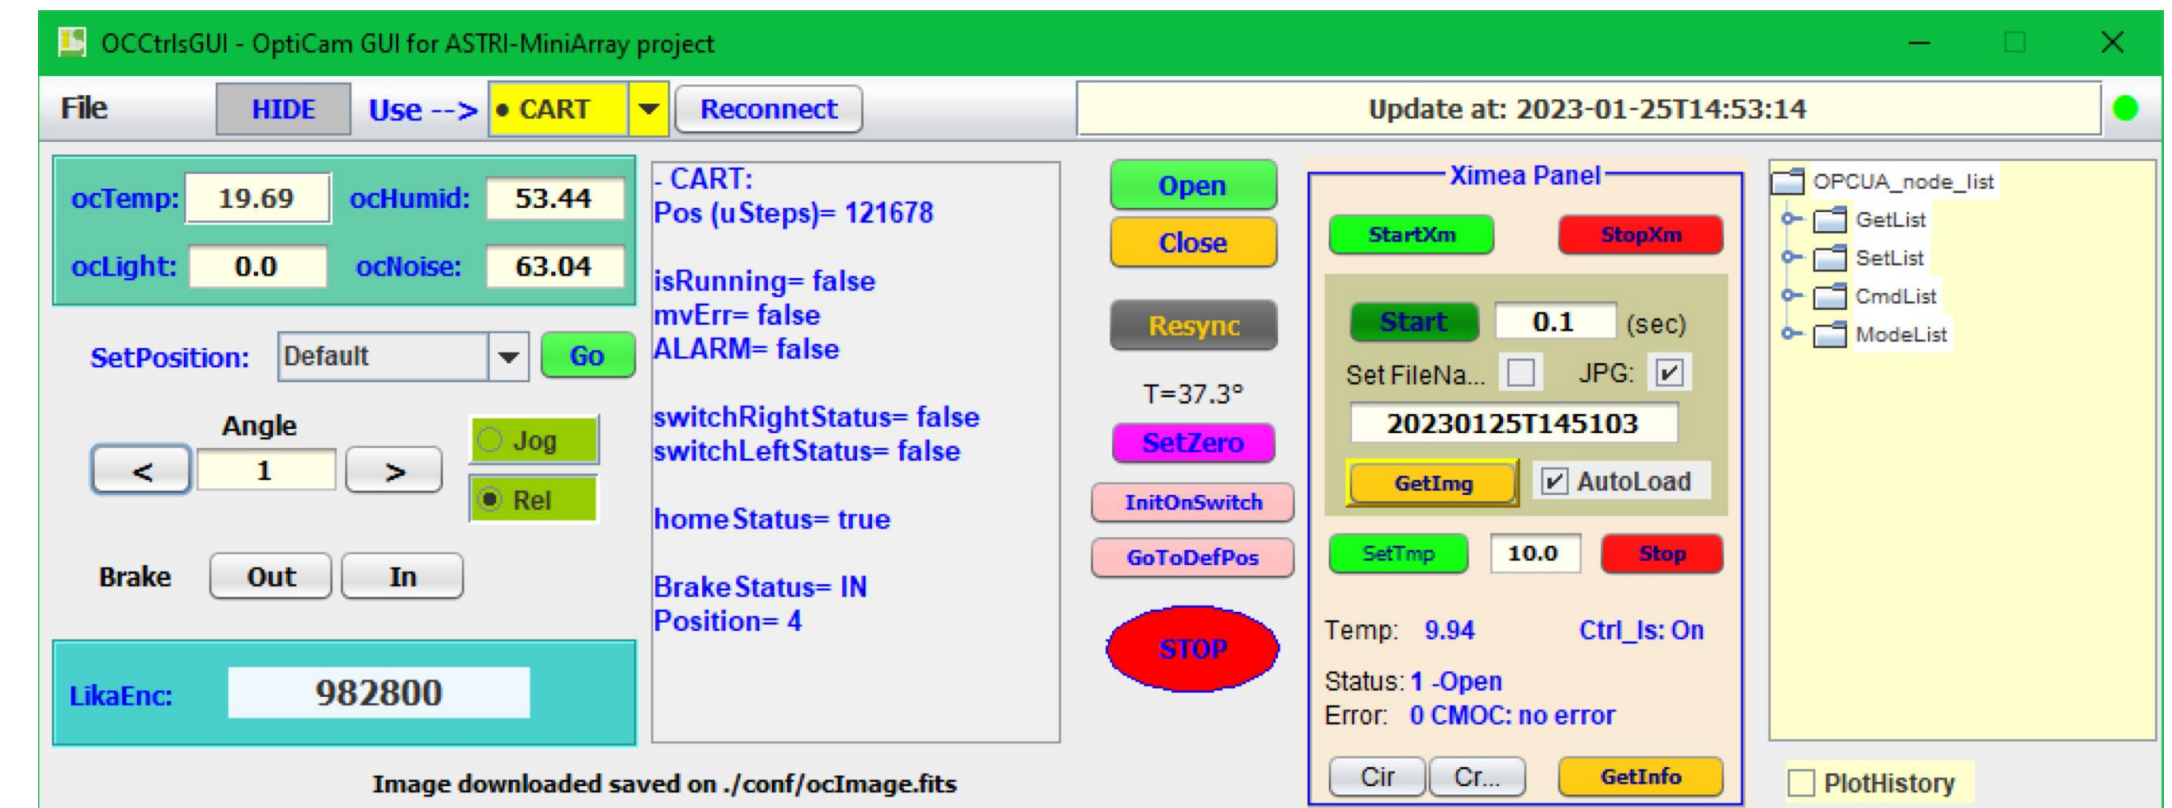 OCCtrlsGUI - OptiCam GUI for ASTRI-MiniArray project
File HIDE Use --> • CART Reconnect Update at: 2023-01-25T14:53:14
ocTemp: 19.69 ocHumid: 53.44
ocLight: 0.0 ocNoise: 63.04
SetPosition: Default Go
Angle
< 1 >
Jog
Rel
Brake Out In
LikaEnc: 982800
- CART:
Pos (uSteps)= 121678
isRunning= false
mvErr= false
ALARM= false
switchRightStatus= false
switchLeftStatus= false
homeStatus= true
BrakeStatus= IN
Position= 4
Open
Close
Resync
T=37.3°
SetZero
InitOnSwitch
GoToDefPos
STOP
Ximea Panel
StartXm StopXm
Start 0.1 (sec)
Set FileNa... JPG:
20230125T145103
GetImg AutoLoad
SetTmp 10.0 Stop
Temp: 9.94 Ctrl_Is: On
Status: 1 -Open
Error: 0 CMOC: no error
Cir Cr... GetInfo
OPCUA_node_list
GetList
SetList
CmdList
ModeList
PlotHistory
Image downloaded saved on ./conf/ocImage.fits